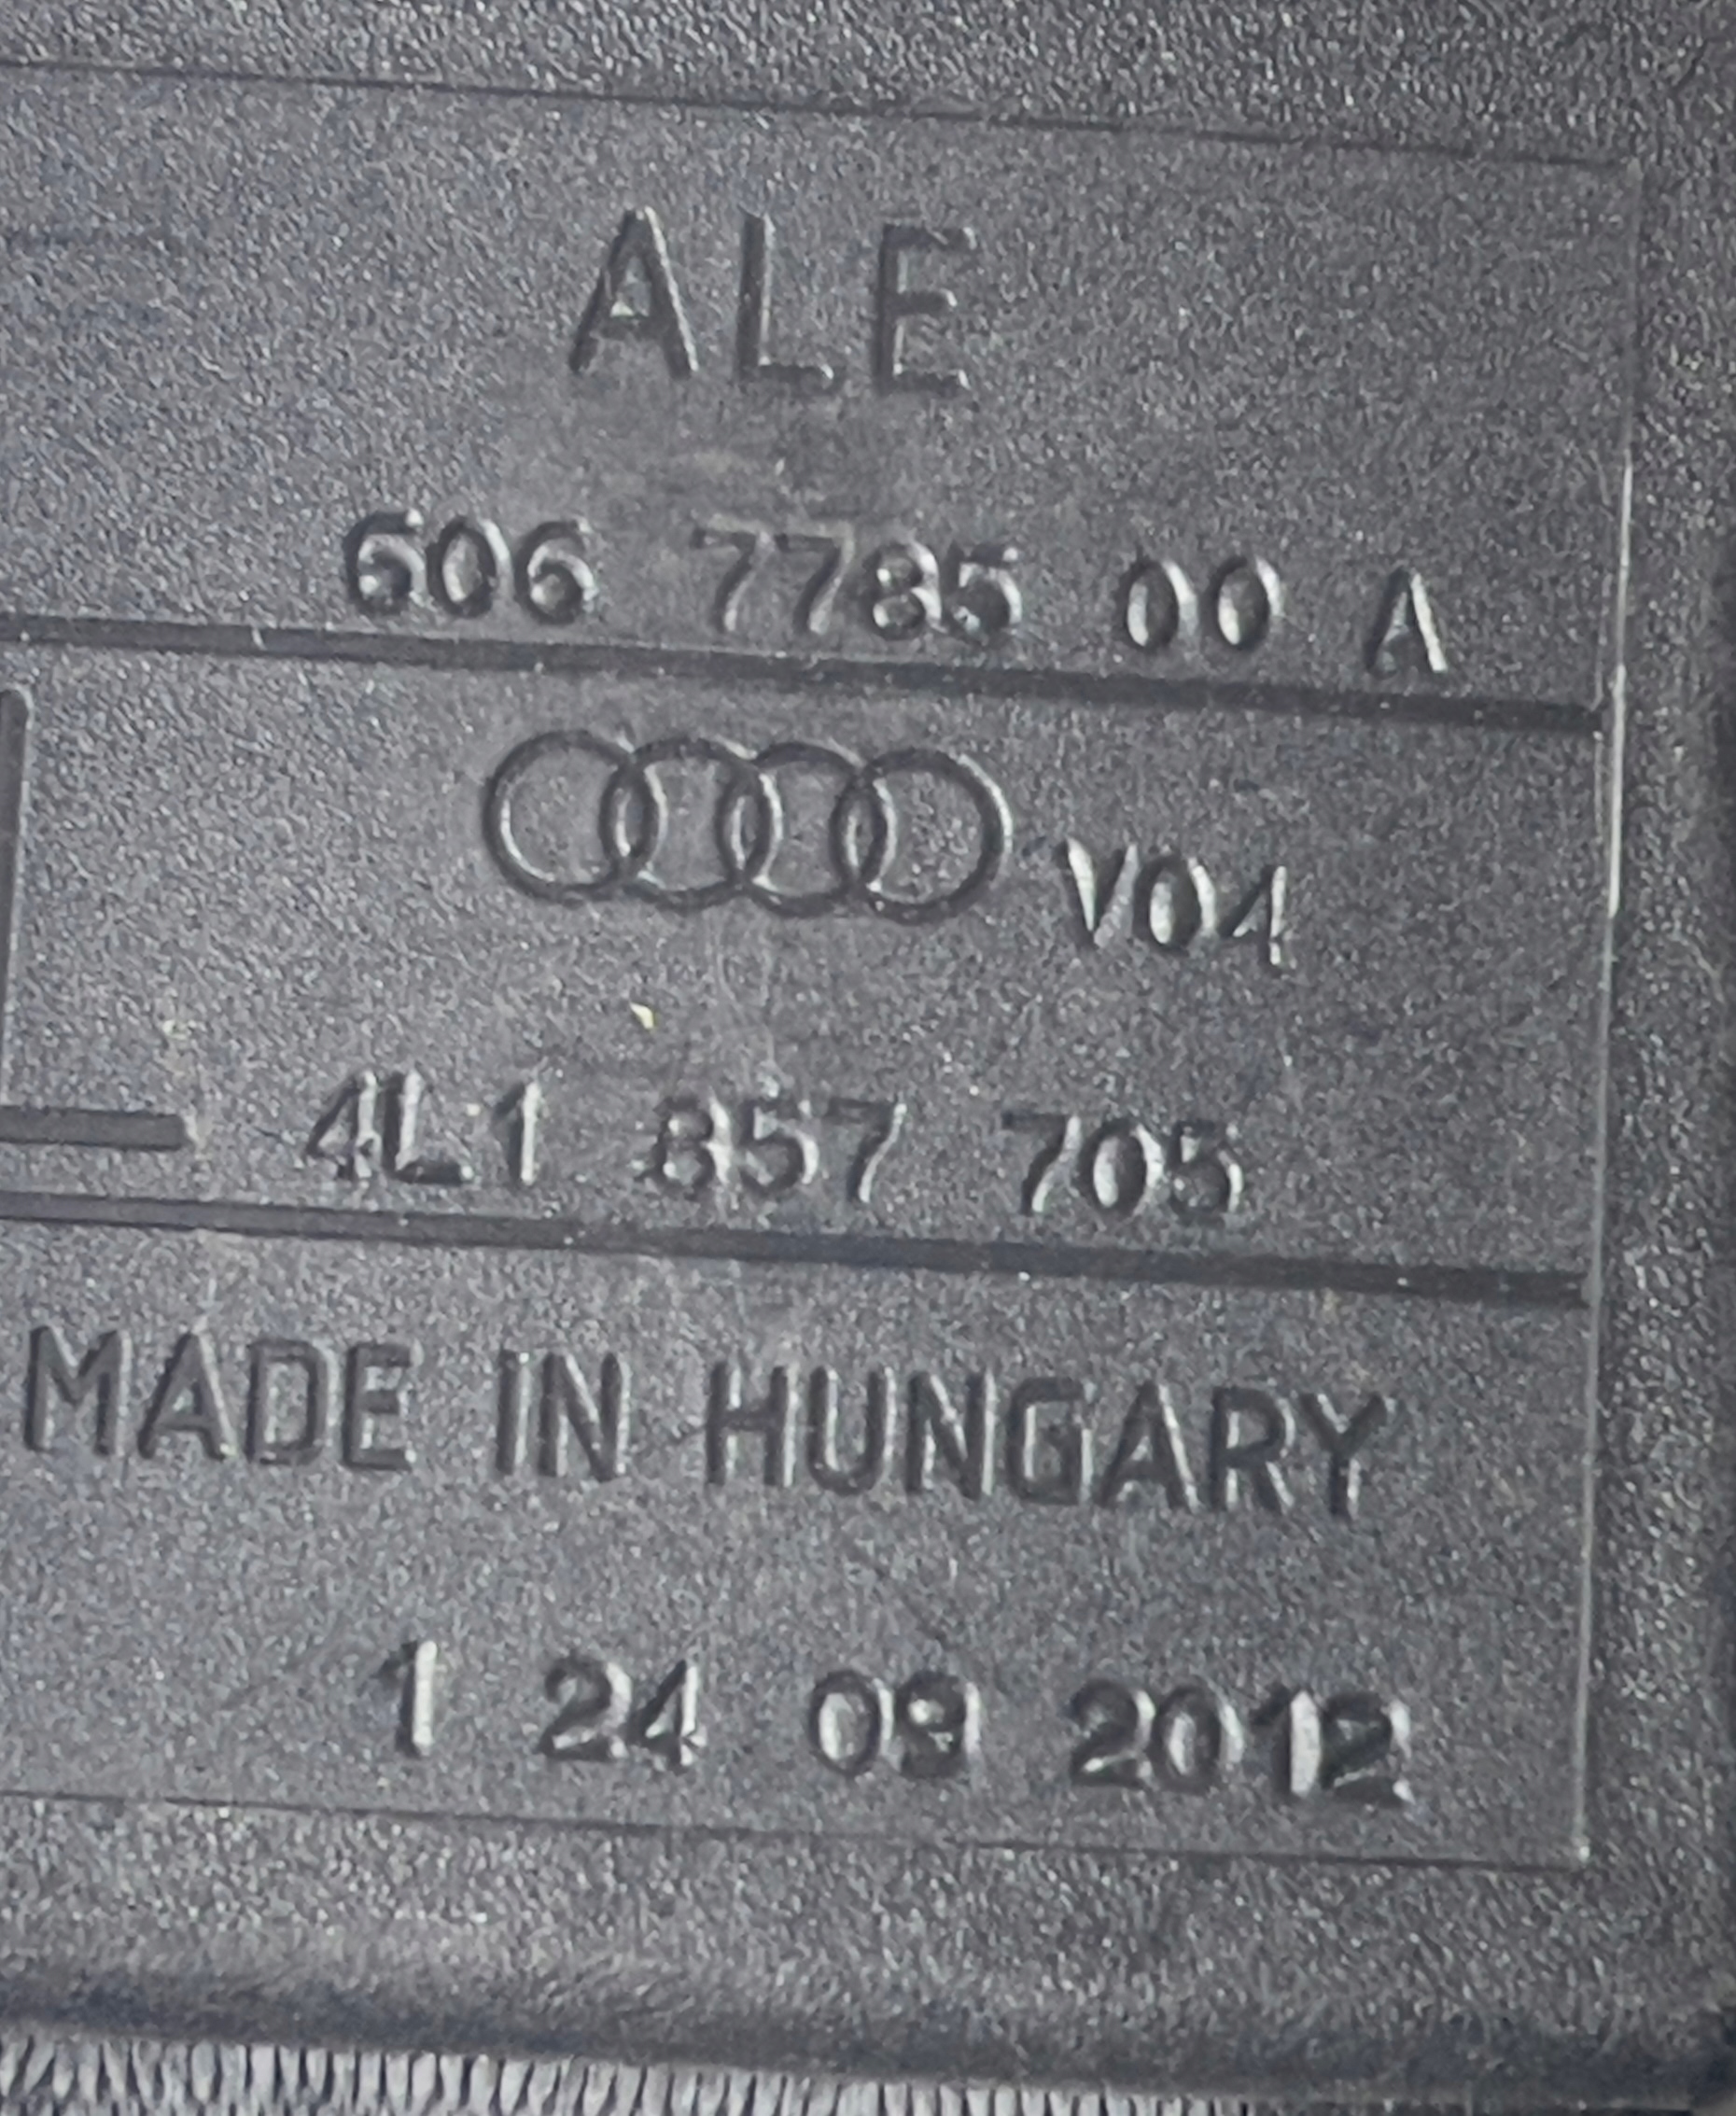 ALE
606 7785 00 A
V04
4L1 857 705
MADE IN HUNGARY
1 24 09 2012